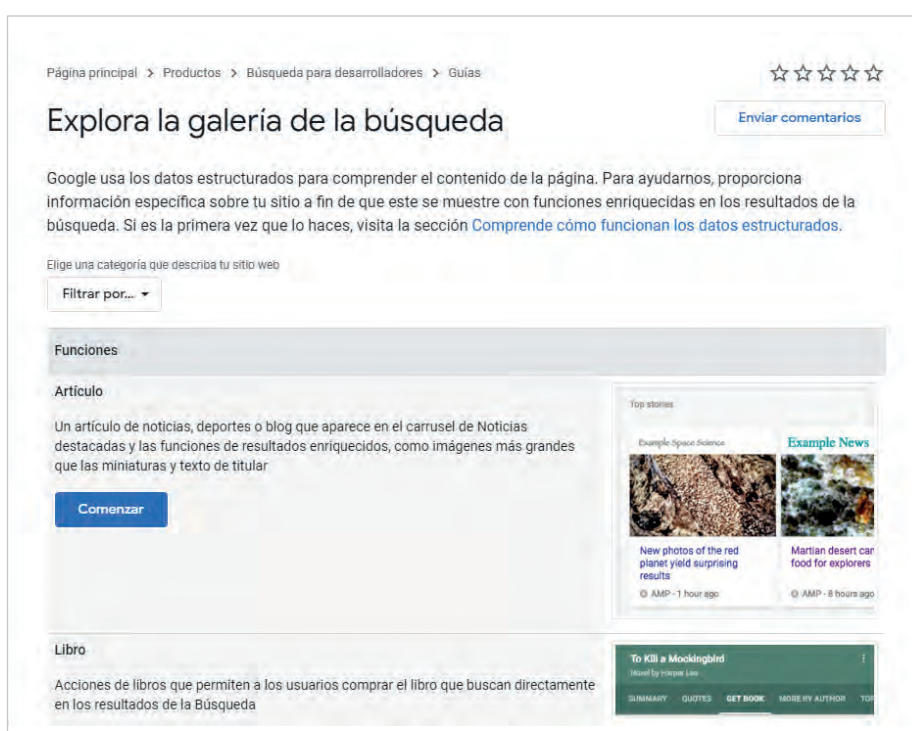 Página principal > Productos > Búsqueda para desarrolladores > Guías
Explora la galería de la búsqueda
Enviar comentarios
Google usa los datos estructurados para comprender el contenido de la página. Para ayudarnos, proporciona
información específica sobre tu sitio a fin de que este se muestre con funciones enriquecidas en los resultados de la
búsqueda. Si es la primera vez que lo haces, visita la sección Comprende cómo funcionan los datos estructurados.
Elige una categoría que describa tu sitio web
Filtrar por...
Funciones
Artículo
Un artículo de noticias, deportes o blog que aparece en el carrusel de Noticias
destacadas y las funciones de resultados enriquecidos, como imágenes más grandes
que las miniaturas y texto de titular
Comenzar
Top stories
Example Space Science
Example News
New photos of the red
planet yield surprising
results
AMP - 1 hour ago
Martian desert can
food for explorers
AMP - 8 hours ago
Libro
Acciones de libros que permiten a los usuarios comprar el libro que buscan directamente
en los resultados de la Búsqueda
To Kill a Mockingbird
Novel by Harper Lee
SUMMARY QUOTES GET BOOK MORE BY AUTHOR TOP